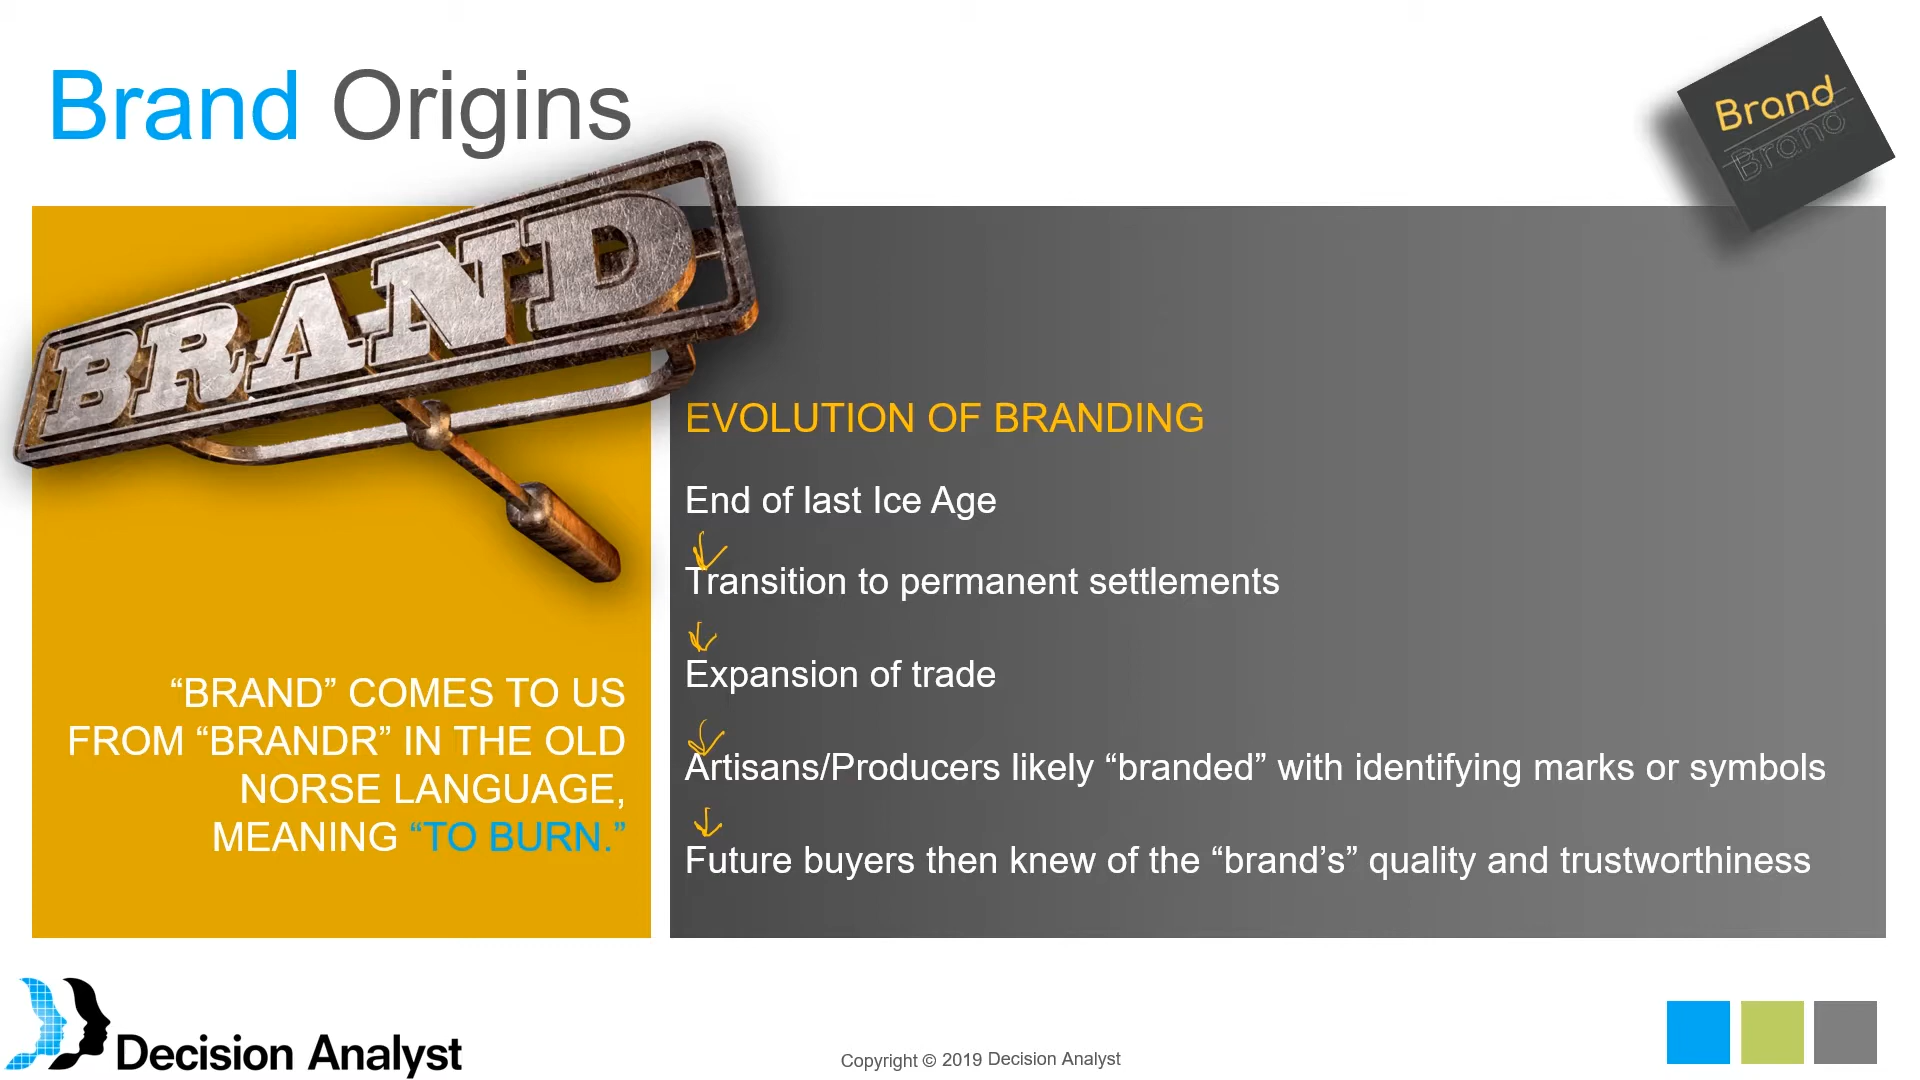 Brand Origins
Brand
Brand
BRAND
EVOLUTION OF BRANDING
End of last Ice Age
Transition to permanent settlements
Expansion of trade
Artisans/Producers likely “branded” with identifying marks or symbols
Future buyers then knew of the “brand’s” quality and trustworthiness
“BRAND” COMES TO US
FROM “BRANDR” IN THE OLD
NORSE LANGUAGE,
MEANING “TO BURN.”
Decision Analyst
Copyright © 2019 Decision Analyst